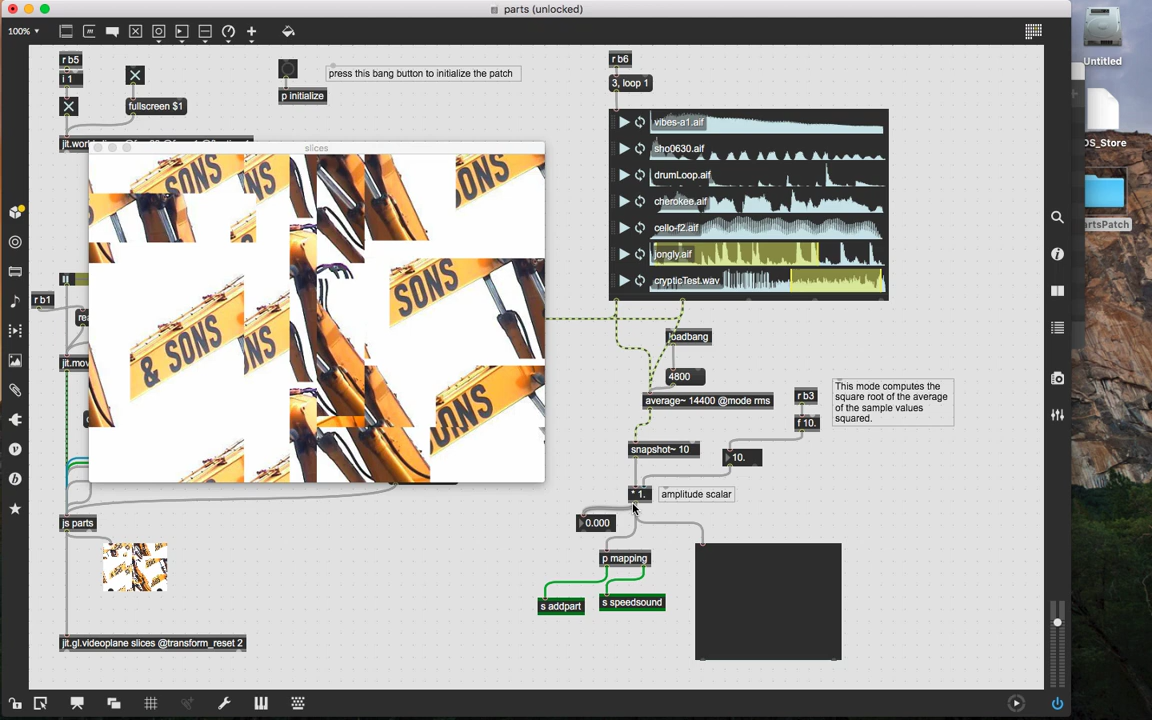 parts (unlocked)
100%
r b5
i 1
fullscreen $1
press this bang button to initialize the patch
p initialize
r b6
3, loop 1
slices
vibes-a1.aif
sho0630.aif
drumLoop.aif
cherokee.aif
cello-f2.aif
jongly.aif
crypticTest.wav
SONS
NS
SONS
SONS
& SONS
NS
SONS
ONS
r b1
jit.mov
loadbang
4800
average~ 14400 @mode rms
r b3
f 10.
This mode computes the
square root of the average
of the sample values
squared.
snapshot~ 10
10.
* 1.
amplitude scalar
0.000
js parts
p mapping
s addpart
s speedsound
jit.gl.videoplane slices @transform_reset 2
Untitled
DS_Store
artsPatch